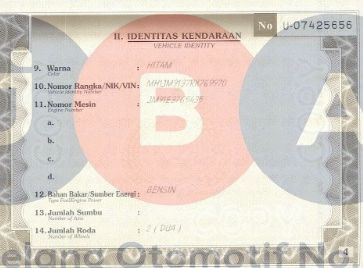 No U-07425656
II. IDENTITAS KENDARAAN
VEHICLE IDENTITY
9. Warna : HITAM
Color
10. Nomor Rangka/NIK/VIN:
Vehicle Identity Number
11. Nomor Mesin :
Engine Number
a.
b.
c.
d.
12. Bahan Bakar/Sumber Energi : BENSIN
Type Fuel/Engine Power
13. Jumlah Sumbu :
Number of Axle
14. Jumlah Roda : 2 (DUA)
Number of Wheels
B A
Otomotif No
4